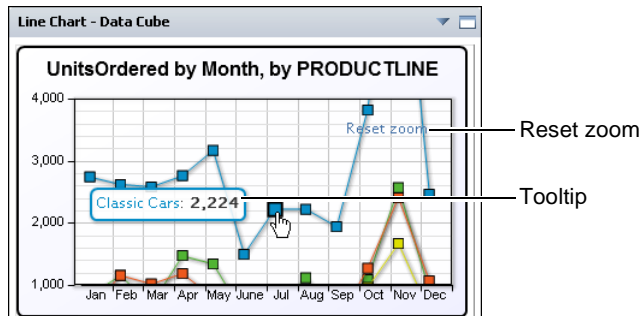 Line Chart - Data Cube
UnitsOrdered by Month, by PRODUCTLINE
4,000
Reset zoom
Reset zoom
3,000
Classic Cars: 2,224
Tooltip
2,000
1,000
Jan Feb Mar Apr May June Jul Aug Sep Oct Nov Dec